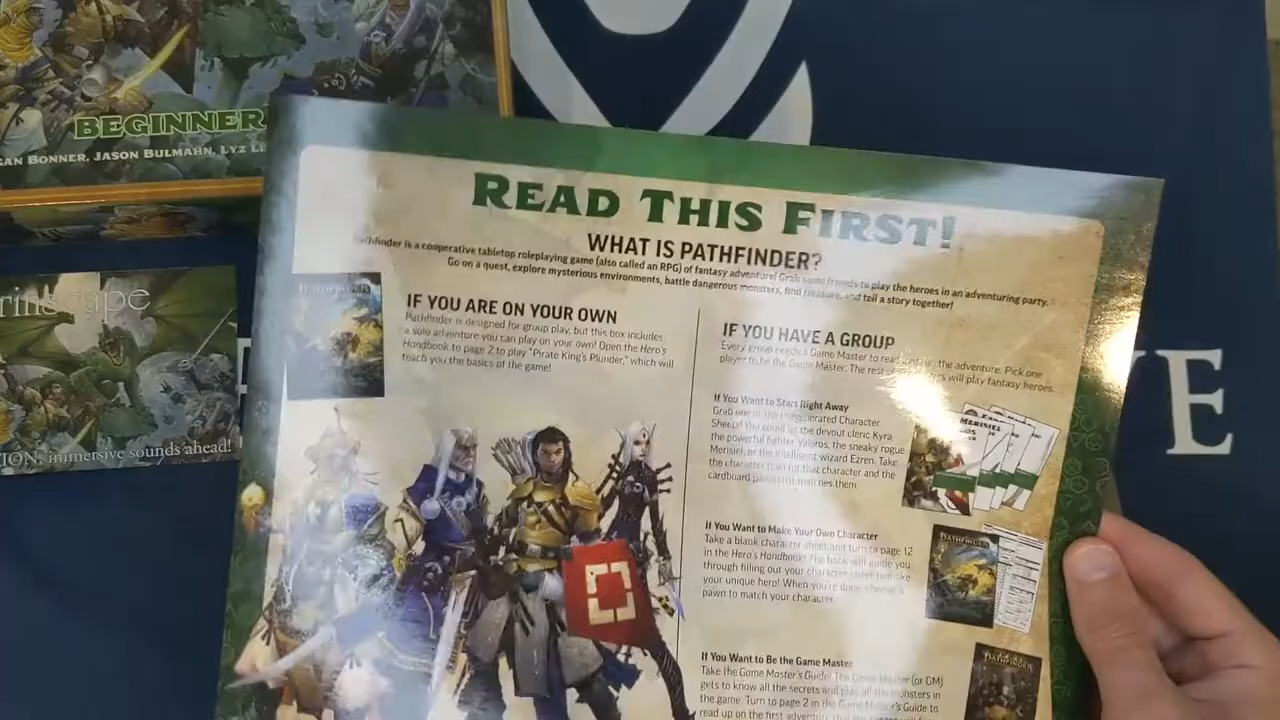 BEGINNER
GAN BONNER, JASON BULMAHN, LYZ
ION, immersive sounds ahead!
VE
READ THIS FIRST!
WHAT IS PATHFINDER?
Pathfinder is a cooperative tabletop roleplaying game (also called an RPG) of fantasy adventure! Grab some friends to play the heroes in an adventuring party.
Go on a quest, explore mysterious environments, battle dangerous monsters, find treasure, and tell a story together!
IF YOU ARE ON YOUR OWN
Pathfinder is designed for group play, but this box includes
a solo adventure you can play on your own! Open the Hero's
Handbook to page 2 to play "Pirate King's Plunder," which will
teach you the basics of the game!
IF YOU HAVE A GROUP
Every group needs a Game Master to read the adventure. Pick one
player to be the Game Master. The rest will play fantasy heroes.
If You Want to Start Right Away
Grab one of the Pregenerated Character
Sheets! You could be the devout cleric Kyra,
the powerful fighter Valeros, the sneaky rogue
Merisiel, or the intelligent wizard Ezren. Take
the character tray for that character and the
cardboard pawn that matches them.
MERISIEL
If You Want to Make Your Own Character
Take a blank character sheet and turn to page 12
in the Hero's Handbook! The book will guide you
through filling out your character sheet to make
your unique hero! When you're done, choose a
pawn to match your character.
PATHFINDER
If You Want to Be the Game Master
Take the Game Master's Guide! The Game Master (or GM)
gets to know all the secrets and play all the monsters in
the game. Turn to page 2 in the Game Master's Guide to
read up on the first adventure
PATHFINDER